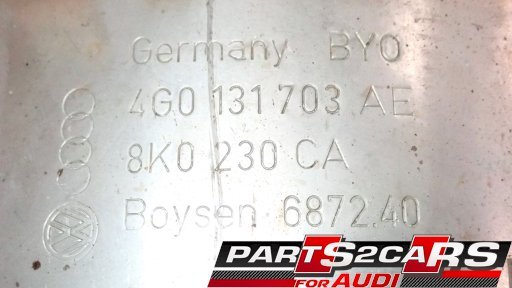 Germany BYO
4G0 131 703 AE
8K0 230 CA
Boysen 6872.40
PARTS2CARS
FOR AUDI